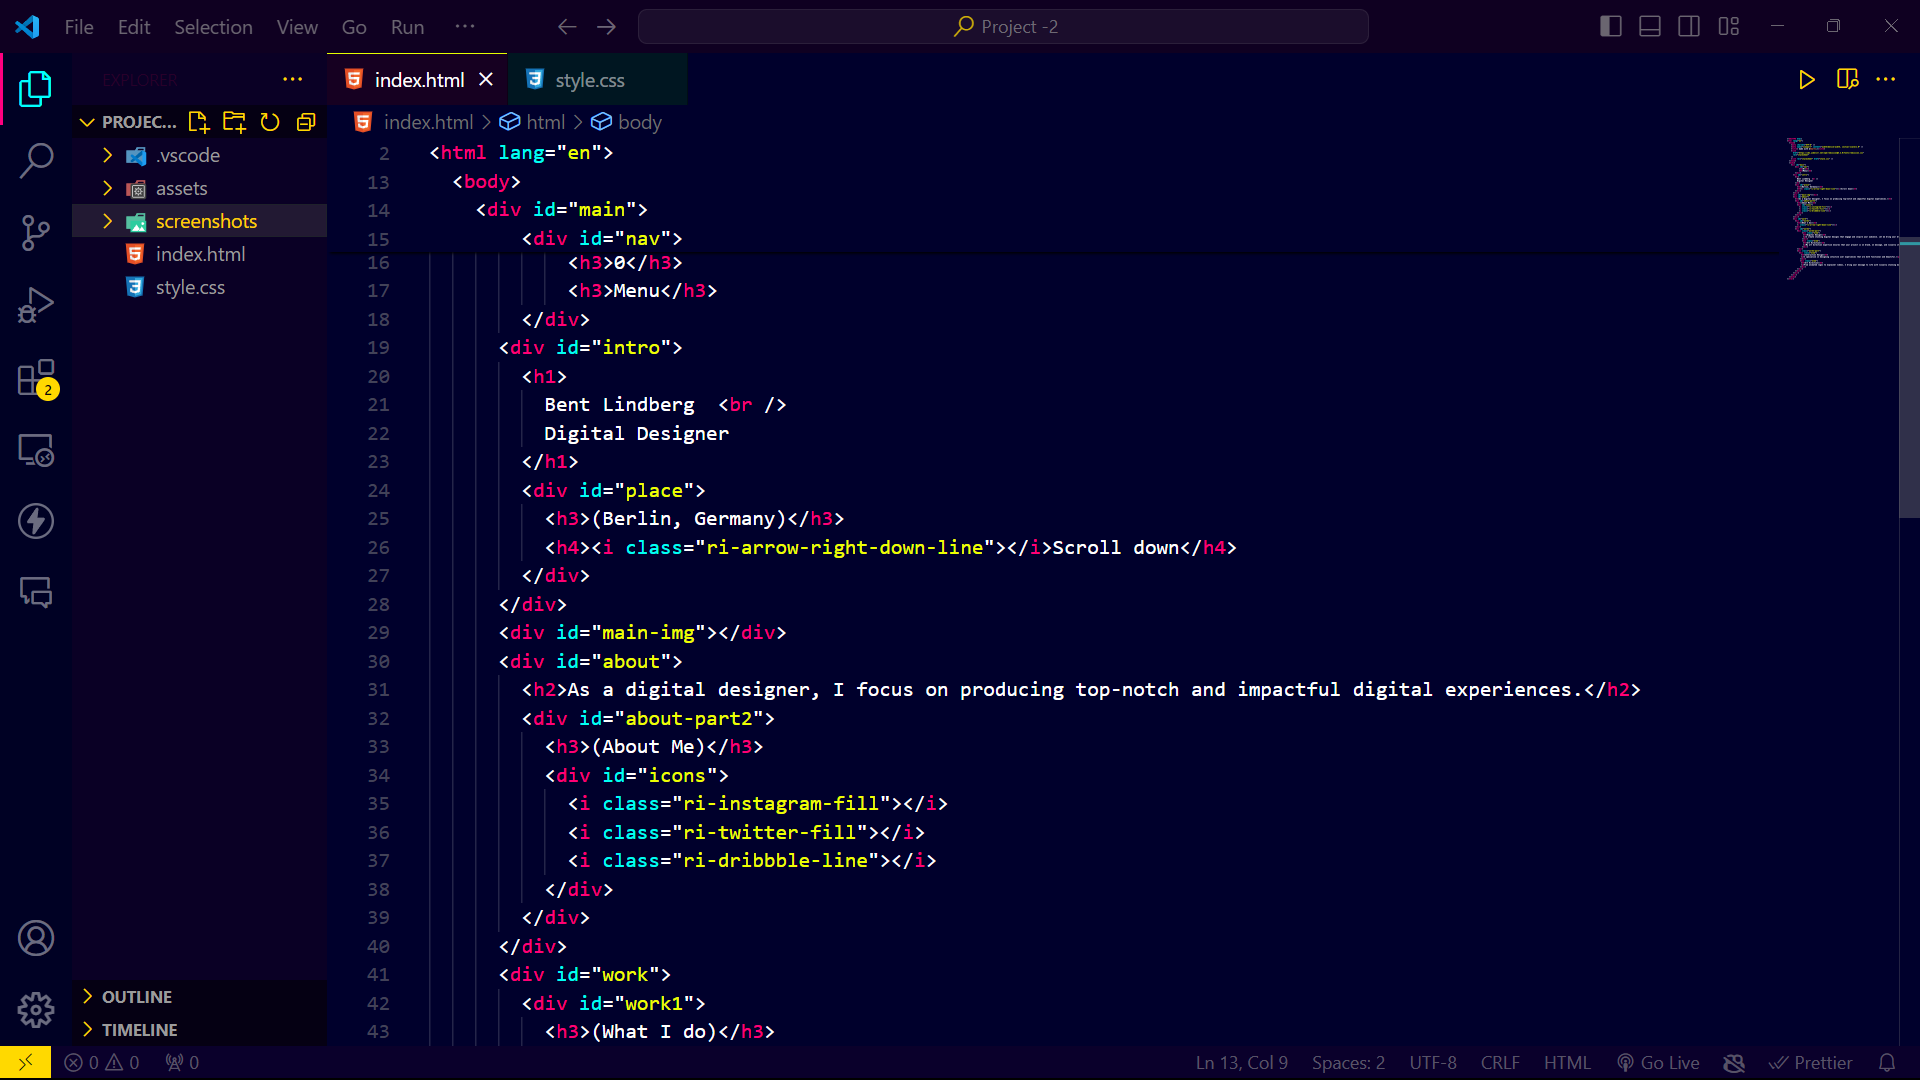 File Edit Selection View Go Run ···
Project -2
EXPLORER
index.html
style.css
PROJEC...
index.html > html > body
.vscode
assets
screenshots
index.html
style.css
2
OUTLINE
TIMELINE
2 <html lang="en">
13 <body>
14 <div id="main">
15 <div id="nav">
16 <h3>0</h3>
17 <h3>Menu</h3>
18 </div>
19 <div id="intro">
20 <h1>
21 Bent Lindberg  <br />
22 Digital Designer
23 </h1>
24 <div id="place">
25 <h3>(Berlin, Germany)</h3>
26 <h4><i class="ri-arrow-right-down-line"></i>Scroll down</h4>
27 </div>
28 </div>
29 <div id="main-img"></div>
30 <div id="about">
31 <h2>As a digital designer, I focus on producing top-notch and impactful digital experiences.</h2>
32 <div id="about-part2">
33 <h3>(About Me)</h3>
34 <div id="icons">
35 <i class="ri-instagram-fill"></i>
36 <i class="ri-twitter-fill"></i>
37 <i class="ri-dribbble-line"></i>
38 </div>
39 </div>
40 </div>
41 <div id="work">
42 <div id="work1">
43 <h3>(What I do)</h3>
0 0 0
Ln 13, Col 9 Spaces: 2 UTF-8 CRLF HTML Go Live Prettier